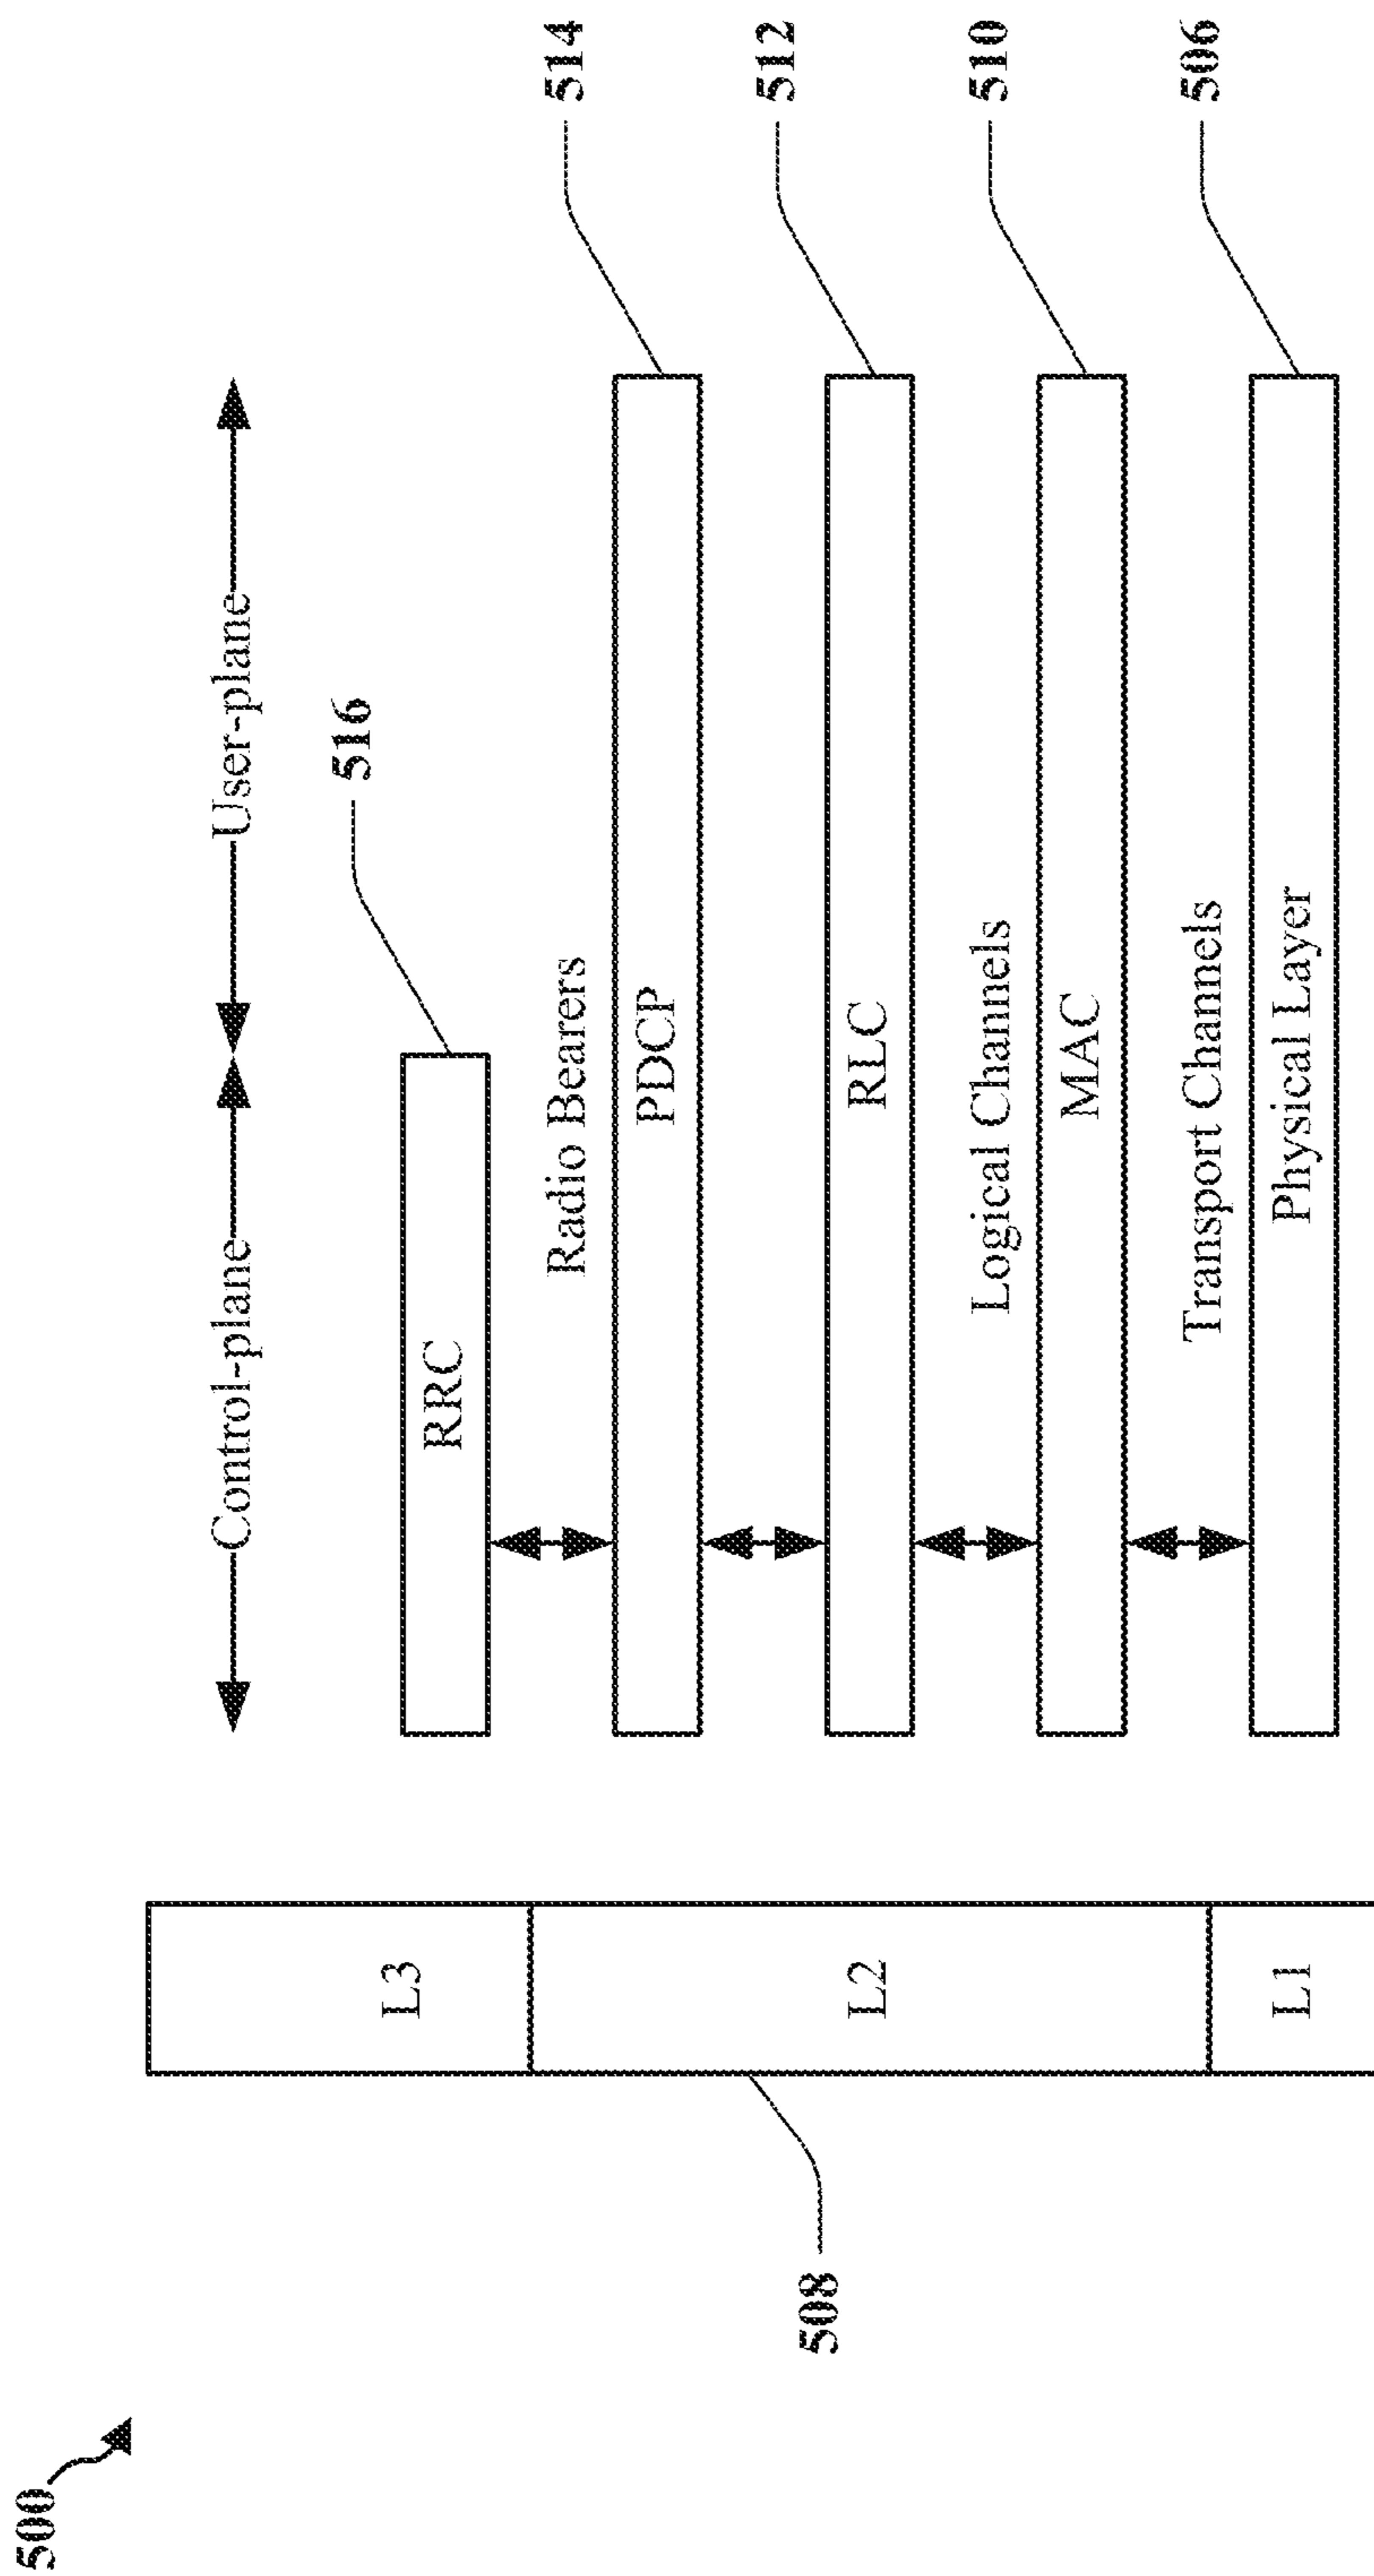 500
Control-plane
User-plane
516
L3
RRC
Radio Bearers
514
PDCP
508
L2
512
RLC
Logical Channels
510
MAC
Transport Channels
506
L1
Physical Layer